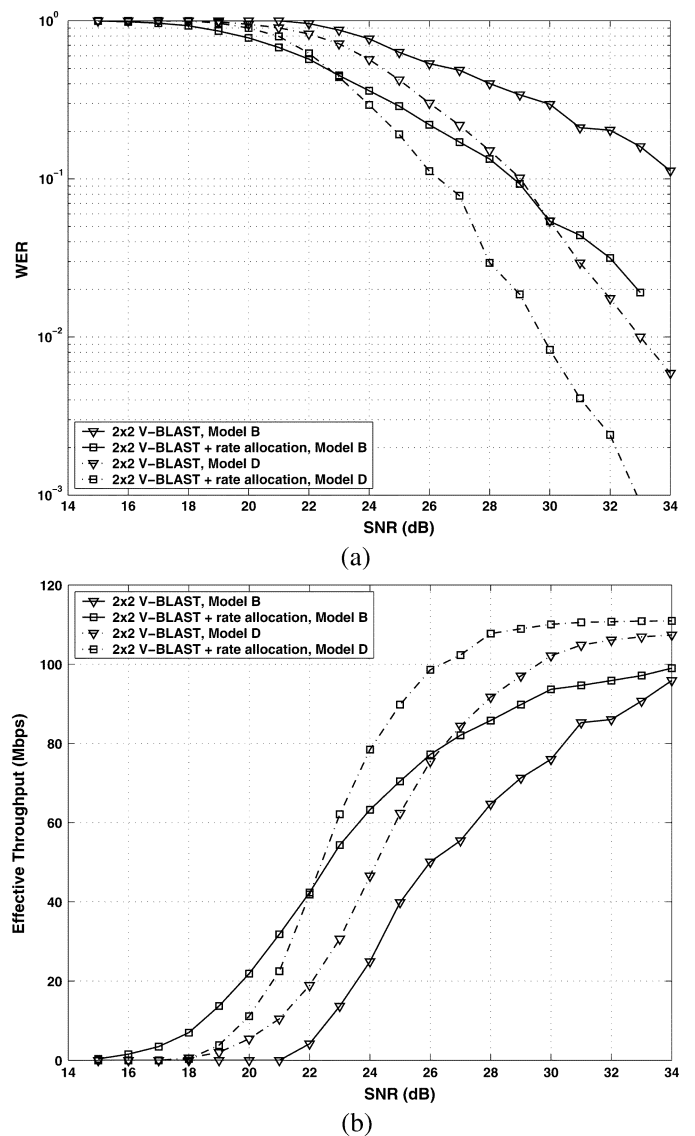 10^0
10^-1
10^-2
10^-3
WER
2x2 V−BLAST, Model B
2x2 V−BLAST + rate allocation, Model B
2x2 V−BLAST, Model D
2x2 V−BLAST + rate allocation, Model D
14 16 18 20 22 24 26 28 30 32 34
SNR (dB)
(a)
120
100
80
60
40
20
0
Effective Throughput (Mbps)
2x2 V−BLAST, Model B
2x2 V−BLAST + rate allocation, Model B
2x2 V−BLAST, Model D
2x2 V−BLAST + rate allocation, Model D
14 16 18 20 22 24 26 28 30 32 34
SNR (dB)
(b)